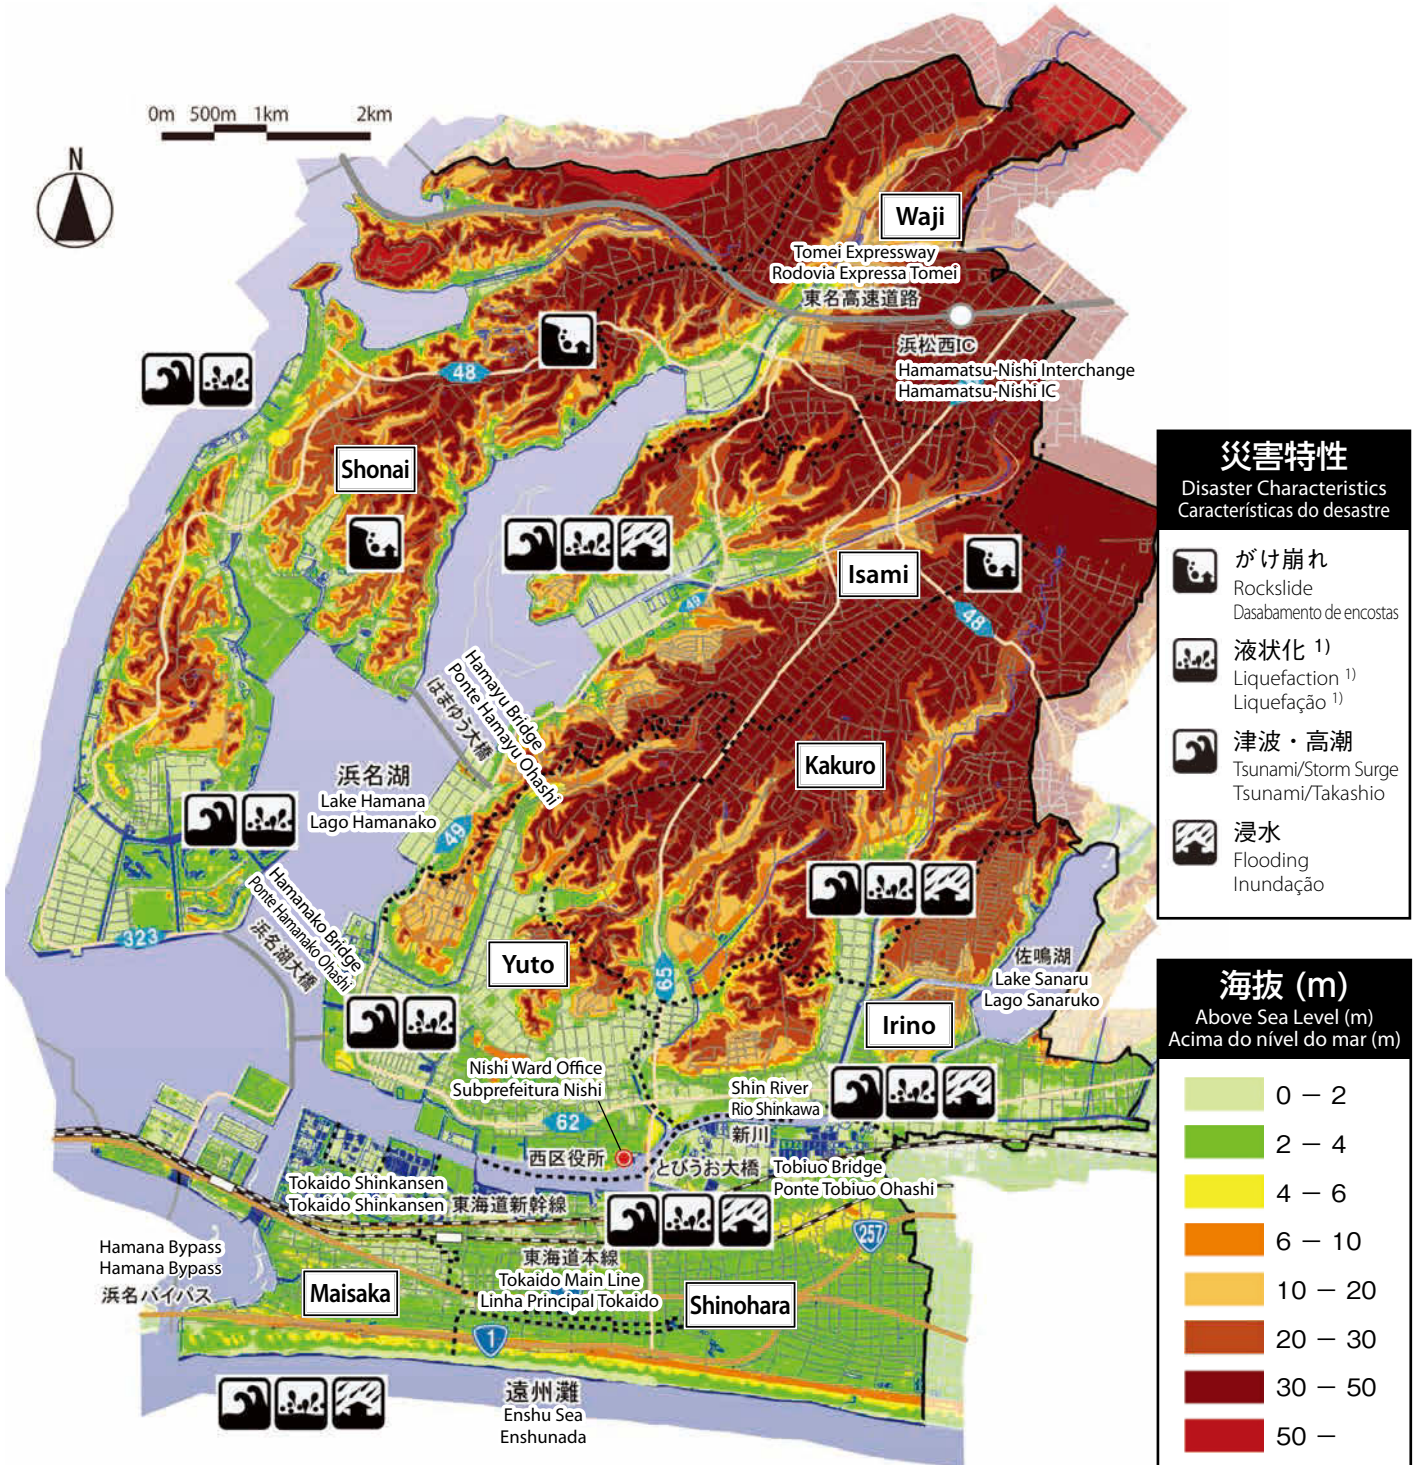 0m 500m 1km 2km
N
Waji
Tomei Expressway
Rodovia Expressa Tomei
東名高速道路
浜松西IC
Hamamatsu-Nishi Interchange
Hamamatsu-Nishi IC
48
Shonai
Isami
49
48
Hamayu Bridge
Ponte Hamayu Ohashi
はまゆう大橋
Kakuro
浜名湖
Lake Hamana
Lago Hamanako
49
Hamanako Bridge
Ponte Hamanako Ohashi
浜名湖大橋
323
Yuto
65
佐鳴湖
Lake Sanaru
Lago Sanaruko
Irino
Nishi Ward Office
Subprefeitura Nishi
62
西区役所
Shin River
Rio Shinkawa
新川
とびうお大橋
Tobiuo Bridge
Ponte Tobiuo Ohashi
Tokaido Shinkansen
Tokaido Shinkansen
東海道新幹線
257
東海道本線
Tokaido Main Line
Linha Principal Tokaido
Hamana Bypass
Hamana Bypass
浜名バイパス
Maisaka
Shinohara
1
遠州灘
Enshu Sea
Enshunada
災害特性
Disaster Characteristics
Características do desastre
がけ崩れ
Rockslide
Dasabamento de encostas
液状化 1)
Liquefaction 1)
Liquefação 1)
津波・高潮
Tsunami/Storm Surge
Tsunami/Takashio
浸水
Flooding
Inundação
海抜 (m)
Above Sea Level (m)
Acima do nível do mar (m)
0 － 2
2 － 4
4 － 6
6 － 10
10 － 20
20 － 30
30 － 50
50 －